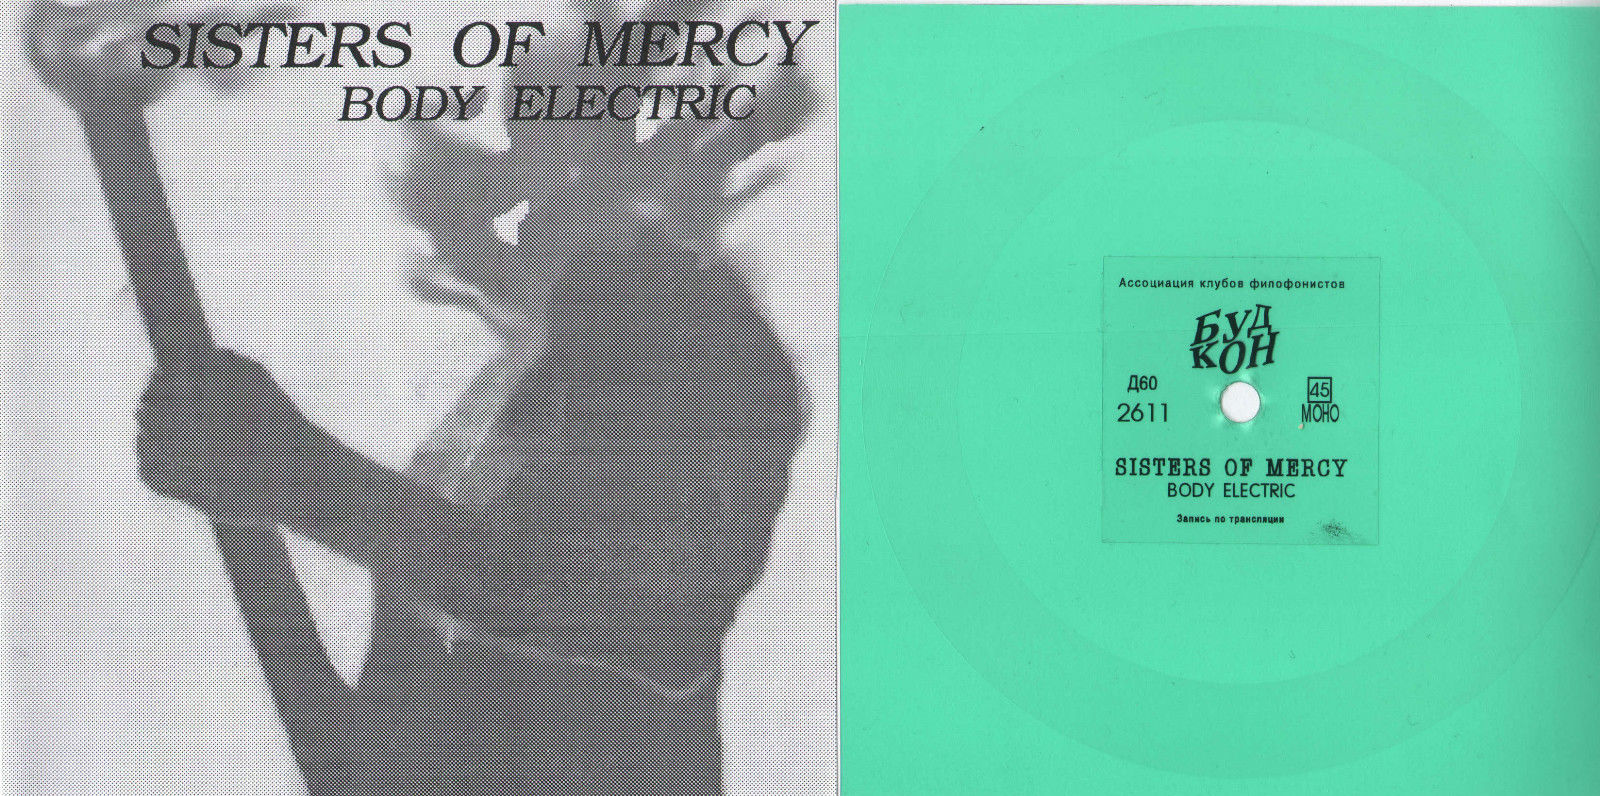 SISTERS OF MERCY
BODY ELECTRIC
Ассоциация клубов филофонистов
БУД
КОН
Д60
2611
45
МОНО
SISTERS OF MERCY
BODY ELECTRIC
Запись по трансляции